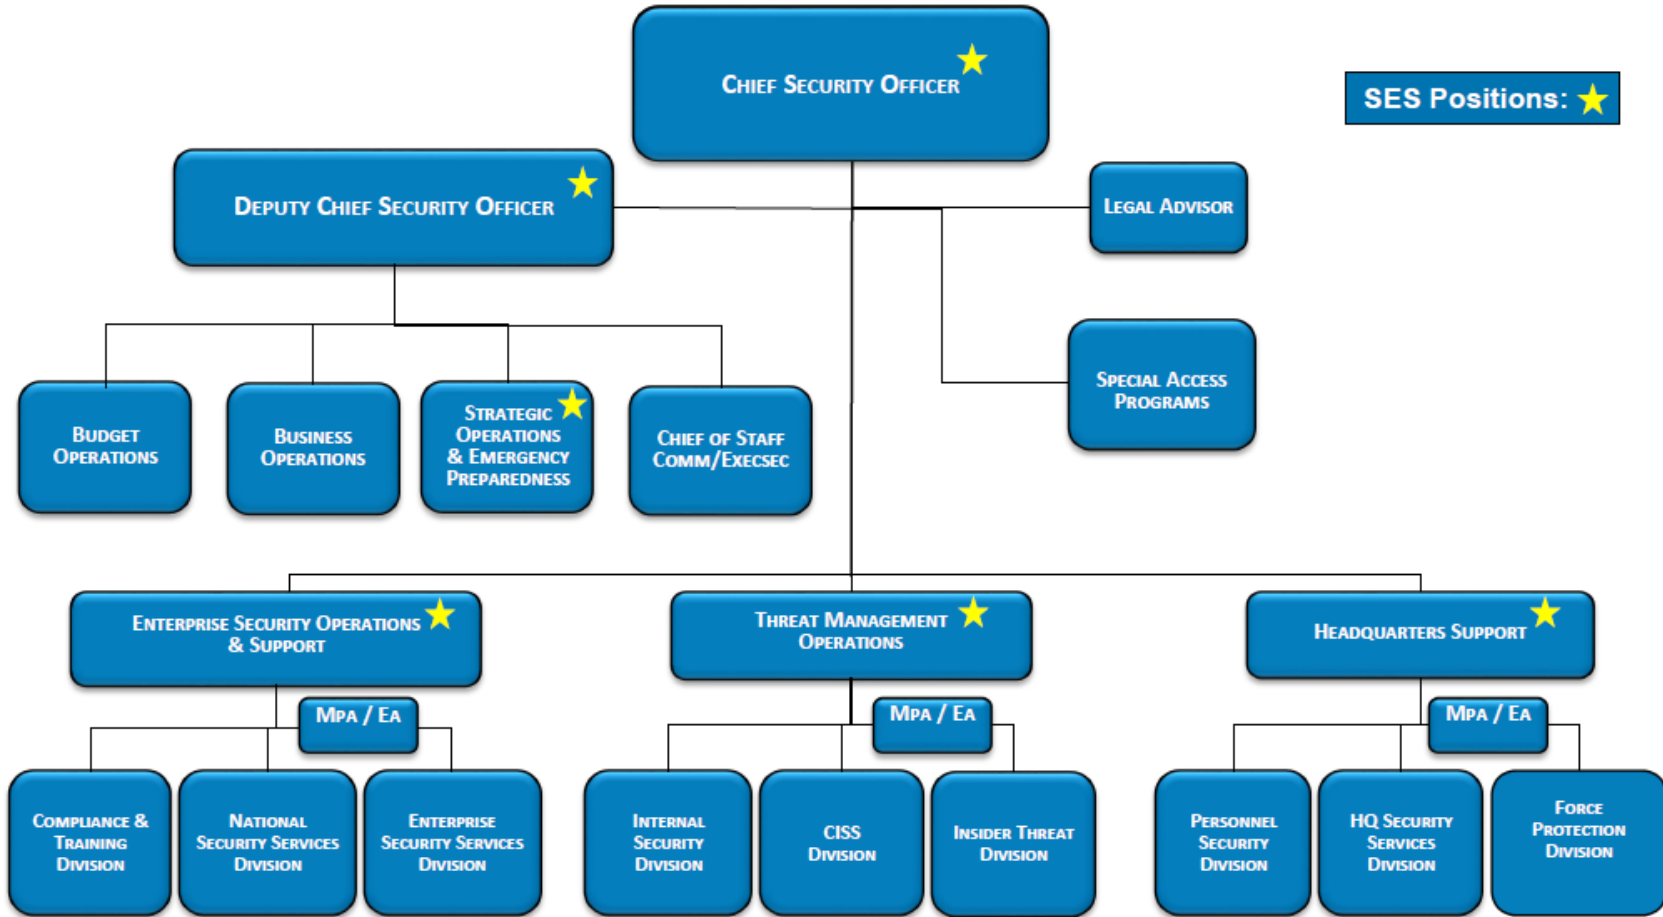 CHIEF SECURITY OFFICER
SES Positions:
DEPUTY CHIEF SECURITY OFFICER
LEGAL ADVISOR
SPECIAL ACCESS
PROGRAMS
BUDGET
OPERATIONS
BUSINESS
OPERATIONS
STRATEGIC
OPERATIONS
& EMERGENCY
PREPAREDNESS
CHIEF OF STAFF
COMM/EXECSEC
ENTERPRISE SECURITY OPERATIONS
& SUPPORT
THREAT MANAGEMENT
OPERATIONS
HEADQUARTERS SUPPORT
MPA / EA
MPA / EA
MPA / EA
COMPLIANCE &
TRAINING
DIVISION
NATIONAL
SECURITY SERVICES
DIVISION
ENTERPRISE
SECURITY SERVICES
DIVISION
INTERNAL
SECURITY
DIVISION
CISS
DIVISION
INSIDER THREAT
DIVISION
PERSONNEL
SECURITY
DIVISION
HQ SECURITY
SERVICES
DIVISION
FORCE
PROTECTION
DIVISION